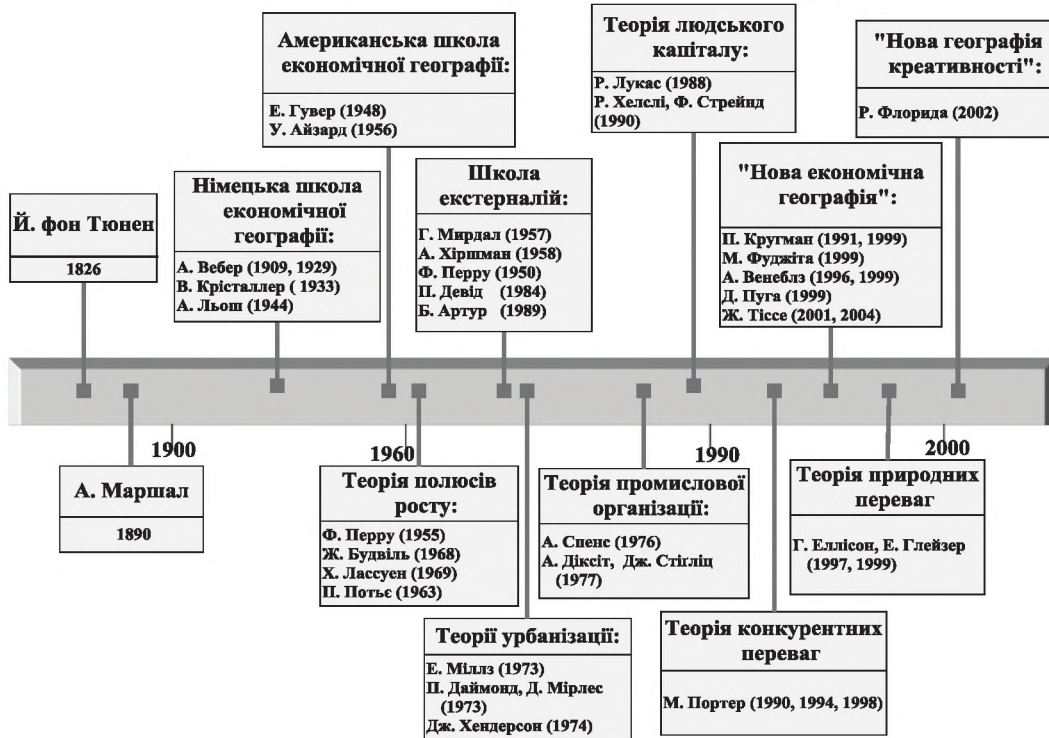 Американська школа
економічної географії:
Е. Гувер (1948)
У. Айзард (1956)
Теорія людського
капіталу:
Р. Лукас (1988)
Р. Хелслі, Ф. Стрейнд
(1990)
"Нова географія
креативності":
Р. Флорида (2002)
Й. фон Тюнен
1826
Німецька школа
економічної
географії:
А. Вебер (1909, 1929)
В. Крісталлер ( 1933)
А. Льош (1944)
Школа
екстерналій:
Г. Мирдал (1957)
А. Хіршман (1958)
Ф. Перру (1950)
П. Девід (1984)
Б. Артур (1989)
"Нова економічна
географія":
П. Кругман (1991, 1999)
М. Фуджіта (1999)
А. Венеблз (1996, 1999)
Д. Пуга (1999)
Ж. Тіссе (2001, 2004)
1900
1960
1990
2000
А. Маршал
1890
Теорія полюсів
росту:
Ф. Перру (1955)
Ж. Будвіль (1968)
Х. Лассуен (1969)
П. Потьє (1963)
Теорія промислової
організації:
А. Спенс (1976)
А. Діксіт, Дж. Стігліц
(1977)
Теорія природних
переваг
Г. Еллісон, Е. Глейзер
(1997, 1999)
Теорії урбанізації:
Е. Міллз (1973)
П. Даймонд, Д. Мірлес
(1973)
Дж. Хендерсон (1974)
Теорія конкурентних
переваг
М. Портер (1990, 1994, 1998)